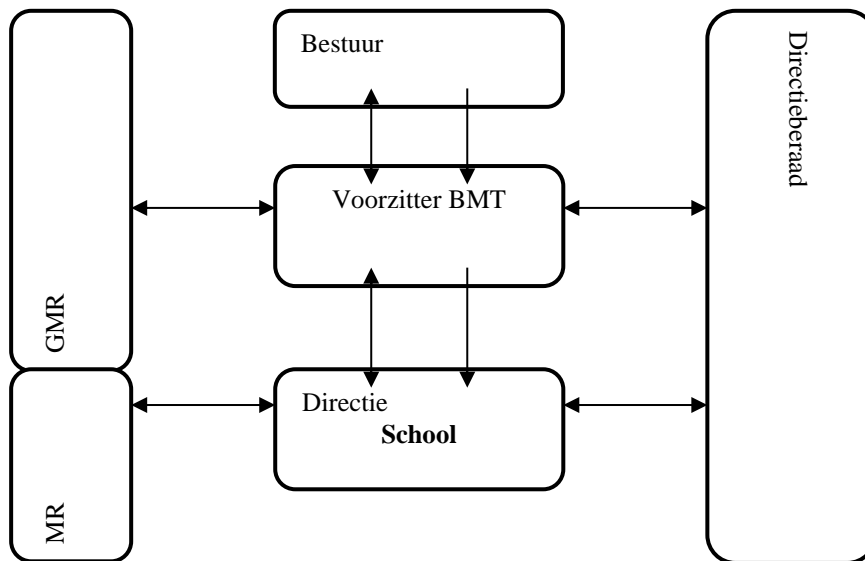 Bestuur
Directieberaad
Voorzitter BMT
GMR
Directie
School
MR